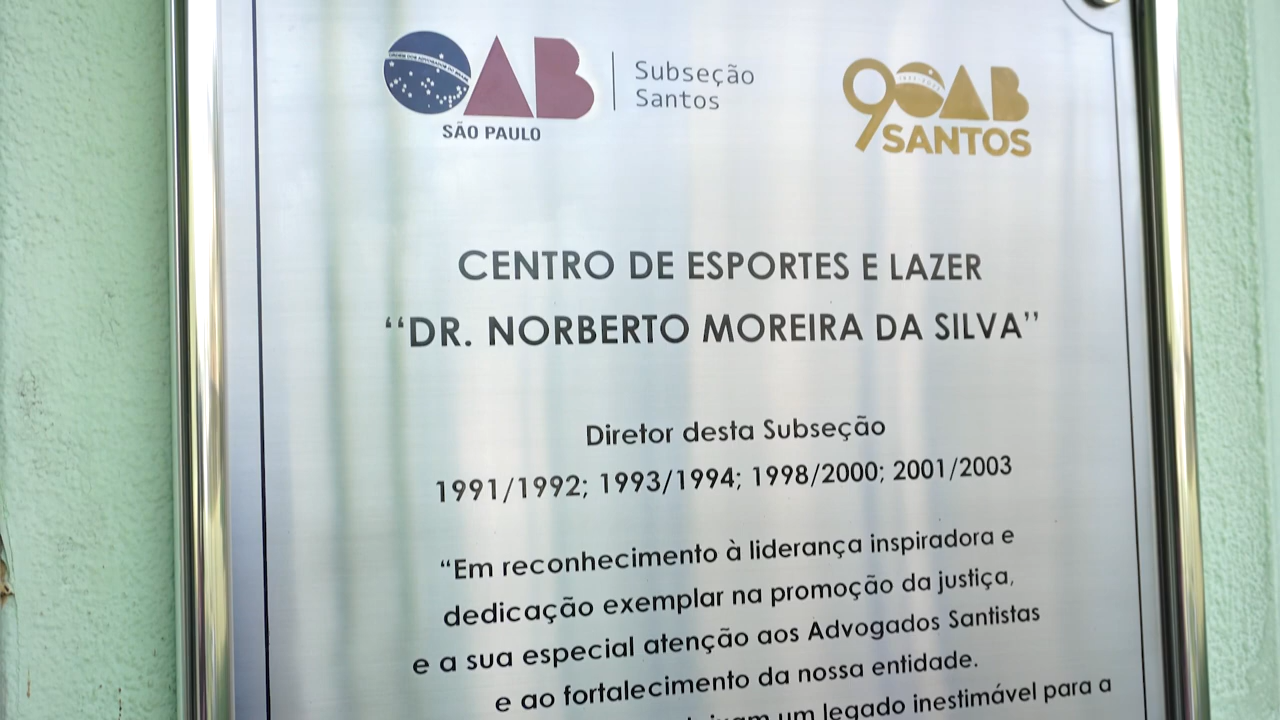 OAB
SÃO PAULO
Subseção
Santos
90AB
SANTOS
CENTRO DE ESPORTES E LAZER
“DR. NORBERTO MOREIRA DA SILVA”
Diretor desta Subseção
1991/1992; 1993/1994; 1998/2000; 2001/2003
“Em reconhecimento à liderança inspiradora e
dedicação exemplar na promoção da justiça,
e a sua especial atenção aos Advogados Santistas
e ao fortalecimento da nossa entidade.
um legado inestimável para a